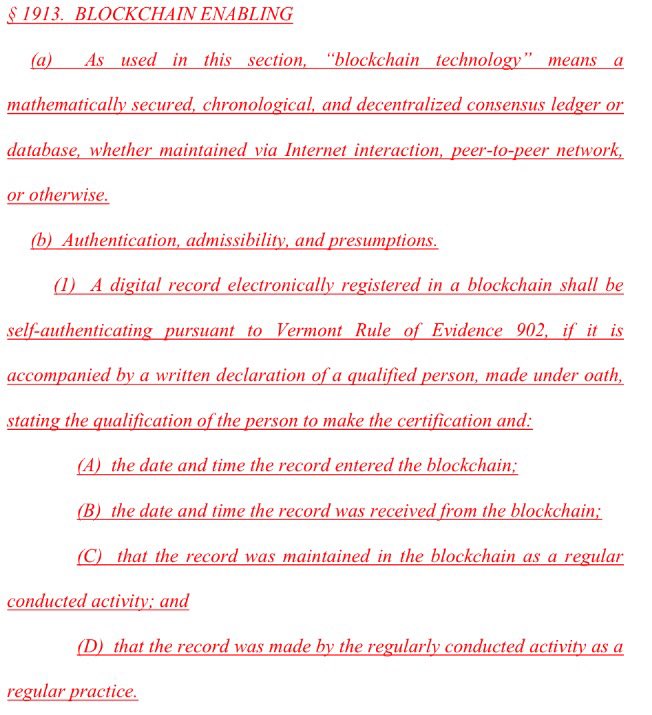 § 1913. BLOCKCHAIN ENABLING
(a) As used in this section, “blockchain technology” means a
mathematically secured, chronological, and decentralized consensus ledger or
database, whether maintained via Internet interaction, peer-to-peer network,
or otherwise.
(b) Authentication, admissibility, and presumptions.
(1) A digital record electronically registered in a blockchain shall be
self-authenticating pursuant to Vermont Rule of Evidence 902, if it is
accompanied by a written declaration of a qualified person, made under oath,
stating the qualification of the person to make the certification and:
(A) the date and time the record entered the blockchain;
(B) the date and time the record was received from the blockchain;
(C) that the record was maintained in the blockchain as a regular
conducted activity; and
(D) that the record was made by the regularly conducted activity as a
regular practice.